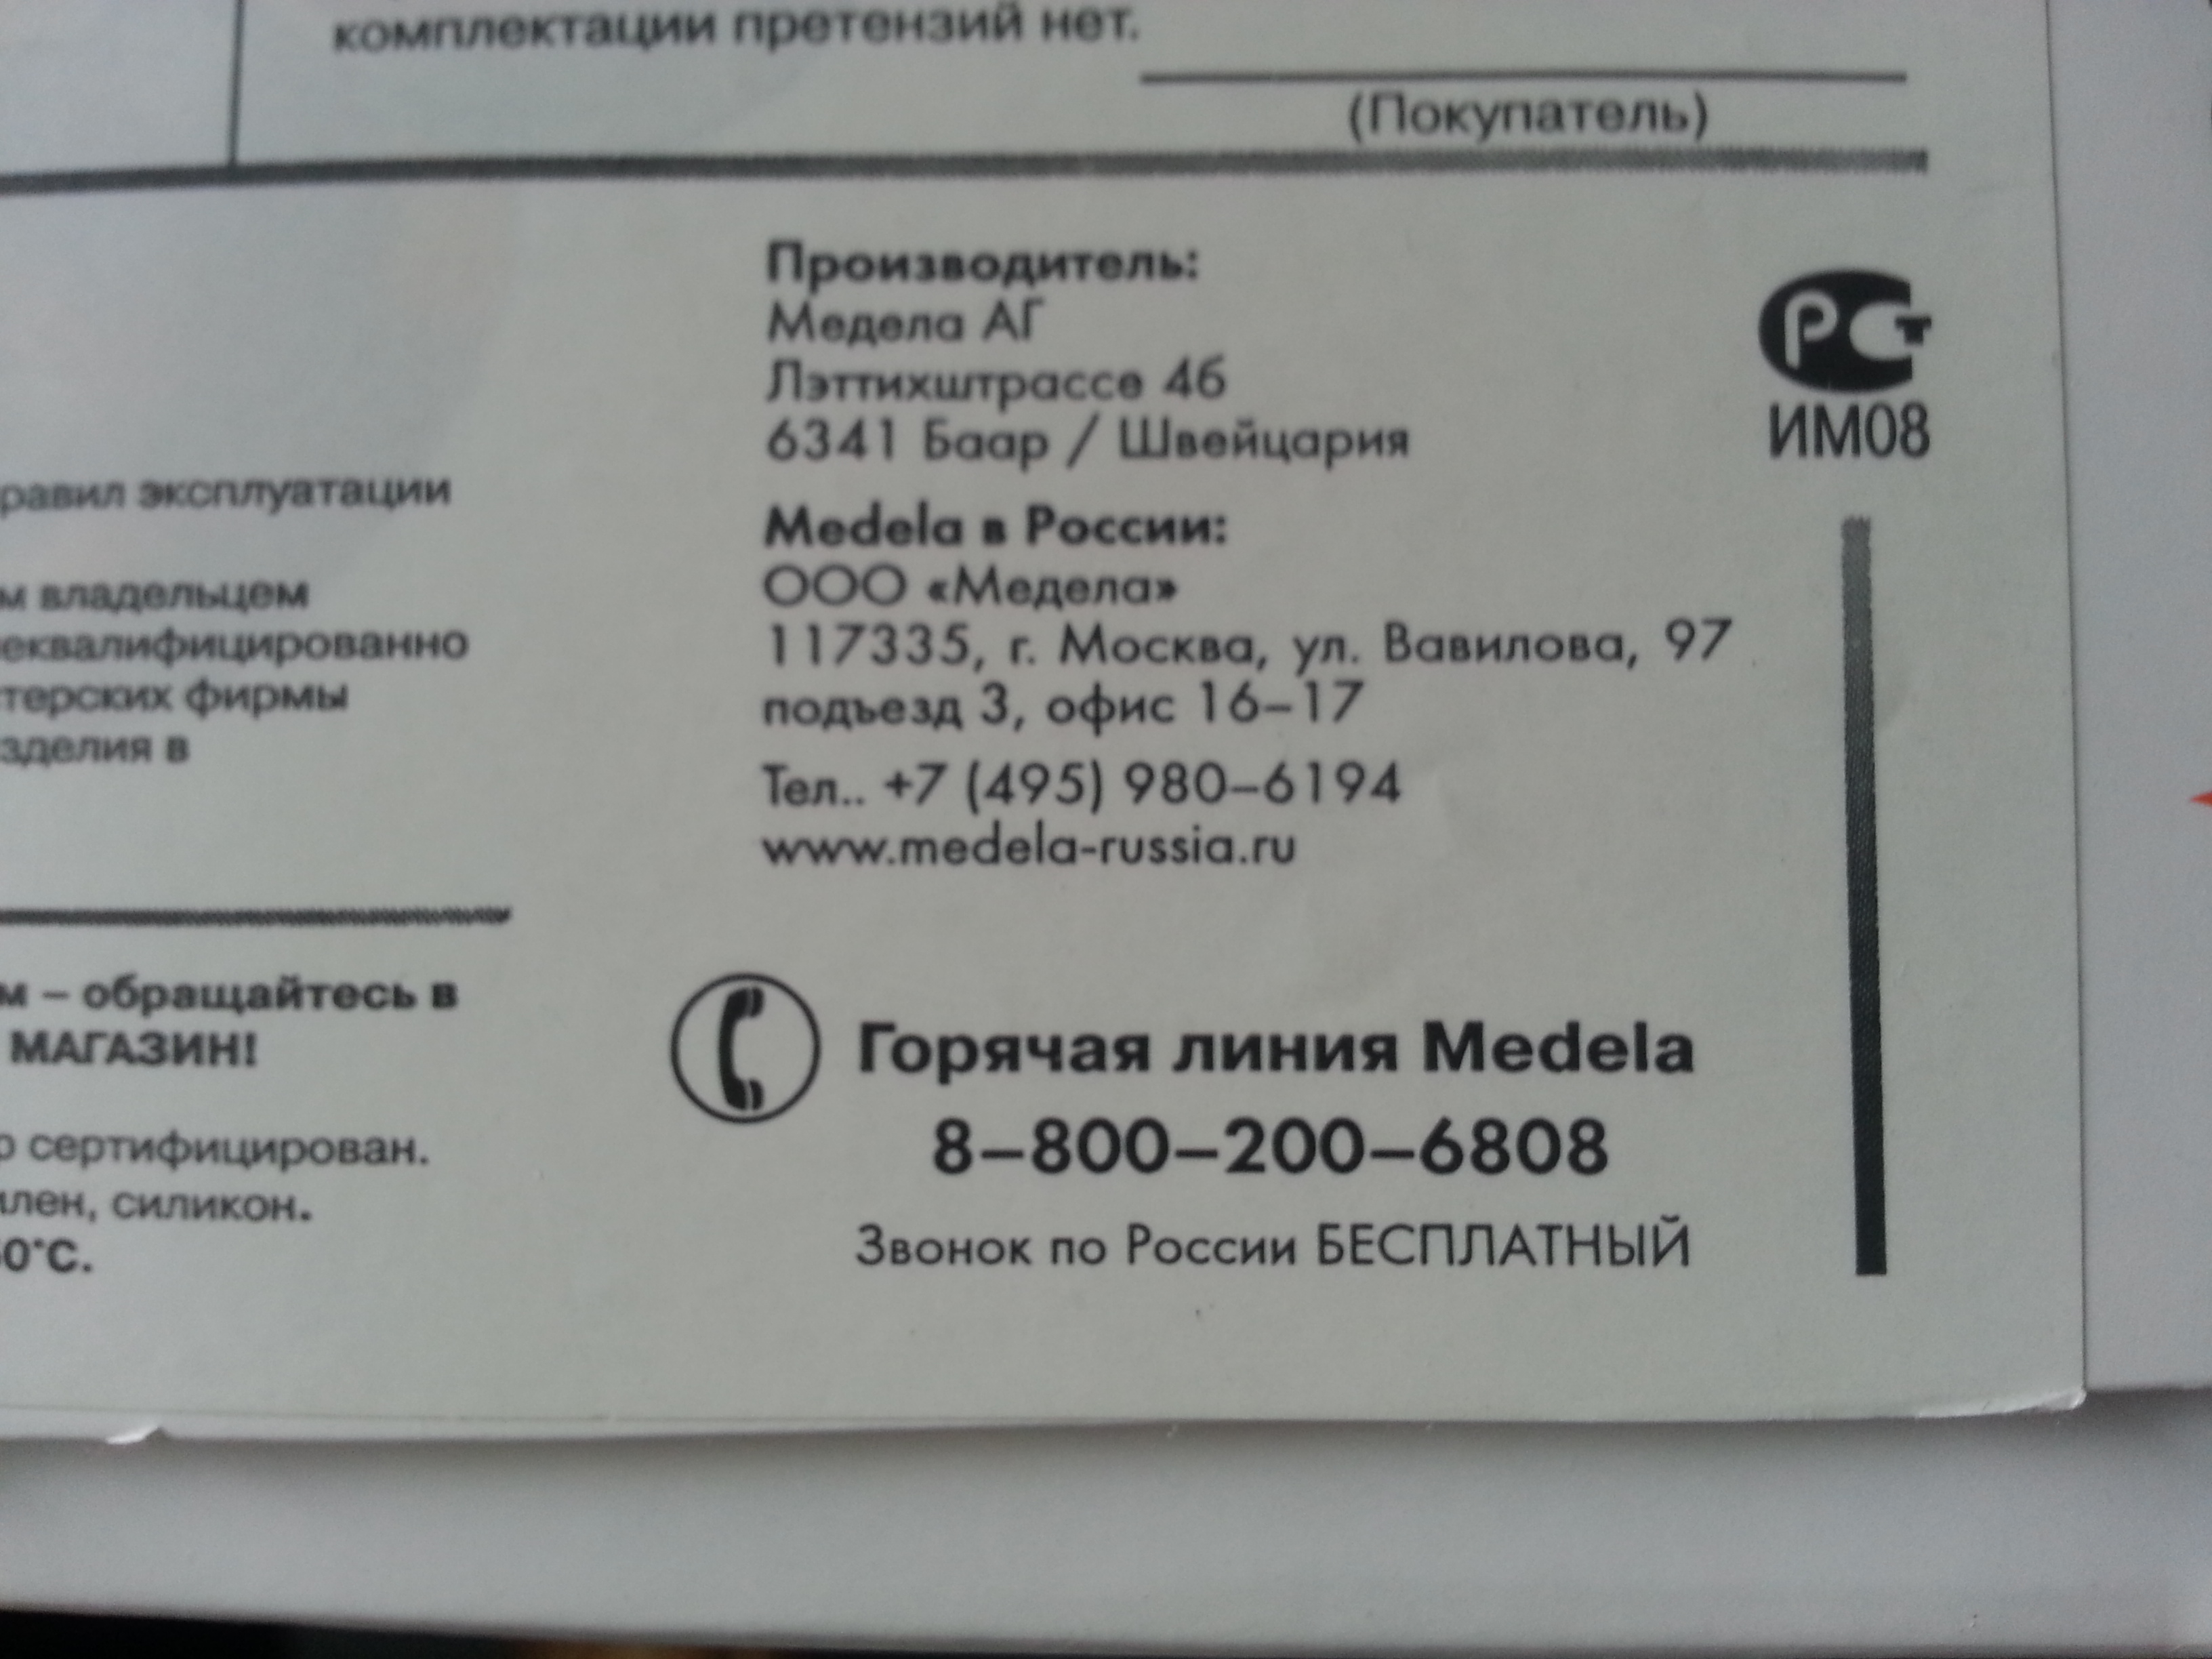 комплектации претензий нет.
(Покупатель)
Производитель:
Медела АГ
Лэттихштрассе 4б
6341 Баар / Швейцария
РСТ
ИМ08
Medela в России:
ООО «Медела»
117335, г. Москва, ул. Вавилова, 97
подъезд 3, офис 16–17
Тел.. +7 (495) 980–6194
www.medela-russia.ru
равил эксплуатации
м владельцем
еквалифицированно
терских фирмы
зделия в
м – обращайтесь в
МАГАЗИН!
о сертифицирован.
илен, силикон.
0°С.
Горячая линия Medela
8–800–200–6808
Звонок по России БЕСПЛАТНЫЙ